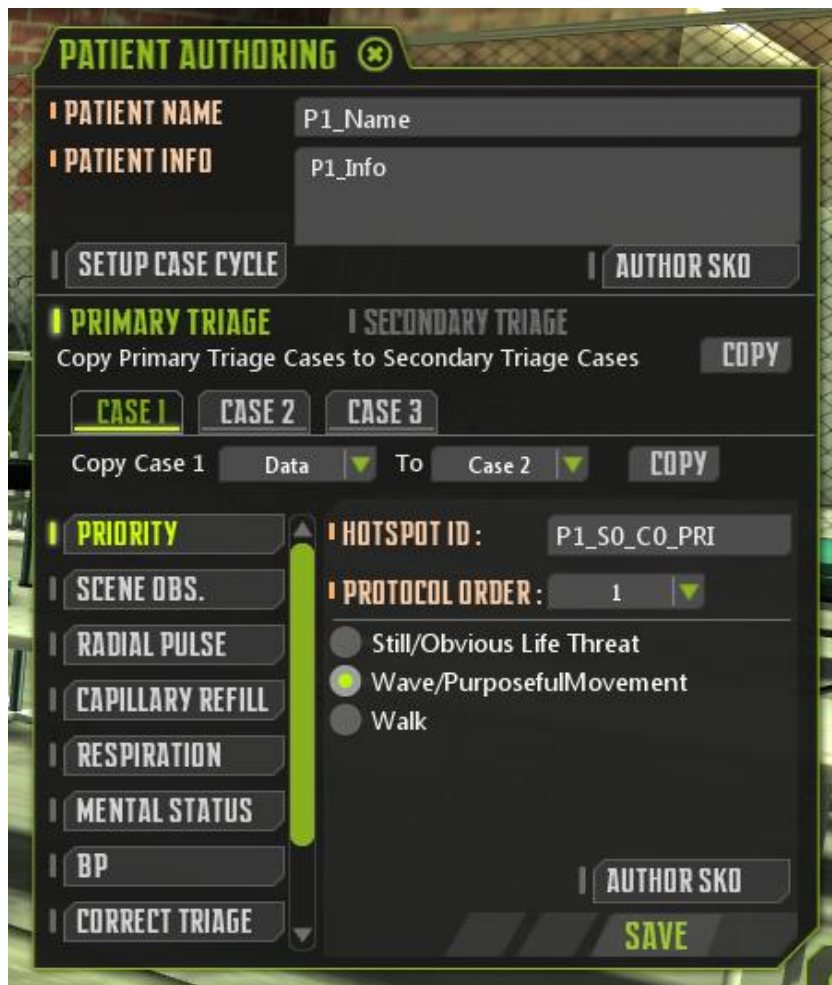 PATIENT AUTHORING
PATIENT NAME P1_Name
PATIENT INFO P1_Info
SETUP CASE CYCLE AUTHOR SKO
PRIMARY TRIAGE SECONDARY TRIAGE
Copy Primary Triage Cases to Secondary Triage Cases COPY
CASE 1 CASE 2 CASE 3
Copy Case 1 Data To Case 2 COPY
PRIORITY
SCENE OBS.
RADIAL PULSE
CAPILLARY REFILL
RESPIRATION
MENTAL STATUS
BP
CORRECT TRIAGE
HOTSPOT ID : P1_S0_C0_PRI
PROTOCOL ORDER : 1
Still/Obvious Life Threat
Wave/PurposefulMovement
Walk
AUTHOR SKO
SAVE